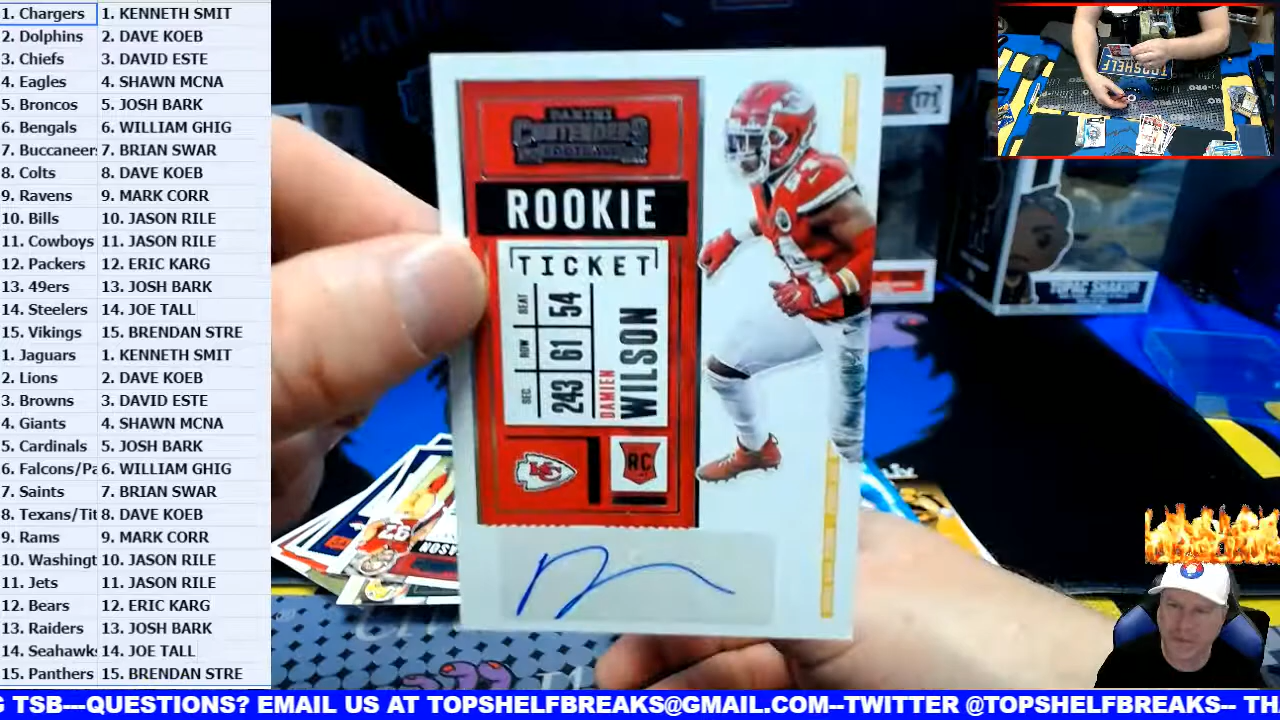 1. Chargers 1. KENNETH SMIT
2. Dolphins 2. DAVE KOEB
3. Chiefs 3. DAVID ESTE
4. Eagles 4. SHAWN MCNA
5. Broncos 5. JOSH BARK
6. Bengals 6. WILLIAM GHIG
7. Buccaneers 7. BRIAN SWAR
8. Colts 8. DAVE KOEB
9. Ravens 9. MARK CORR
10. Bills 10. JASON RILE
11. Cowboys 11. JASON RILE
12. Packers 12. ERIC KARG
13. 49ers 13. JOSH BARK
14. Steelers 14. JOE TALL
15. Vikings 15. BRENDAN STRE
1. Jaguars 1. KENNETH SMIT
2. Lions 2. DAVE KOEB
3. Browns 3. DAVID ESTE
4. Giants 4. SHAWN MCNA
5. Cardinals 5. JOSH BARK
6. Falcons/Pa 6. WILLIAM GHIG
7. Saints 7. BRIAN SWAR
8. Texans/Tit 8. DAVE KOEB
9. Rams 9. MARK CORR
10. Washingt 10. JASON RILE
11. Jets 11. JASON RILE
12. Bears 12. ERIC KARG
13. Raiders 13. JOSH BARK
14. Seahawks 14. JOE TALL
15. Panthers 15. BRENDAN STRE
PANINI
CONTENDERS
FOOTBALL
ROOKIE
TICKET
SEC. ROW SEAT
243 61 54
DAMIEN
WILSON
KC
RC
171
TUPAC SHAKUR
TOPSHELF
G TSB---QUESTIONS? EMAIL US AT TOPSHELFBREAKS@GMAIL.COM--TWITTER @TOPSHELFBREAKS-- TH